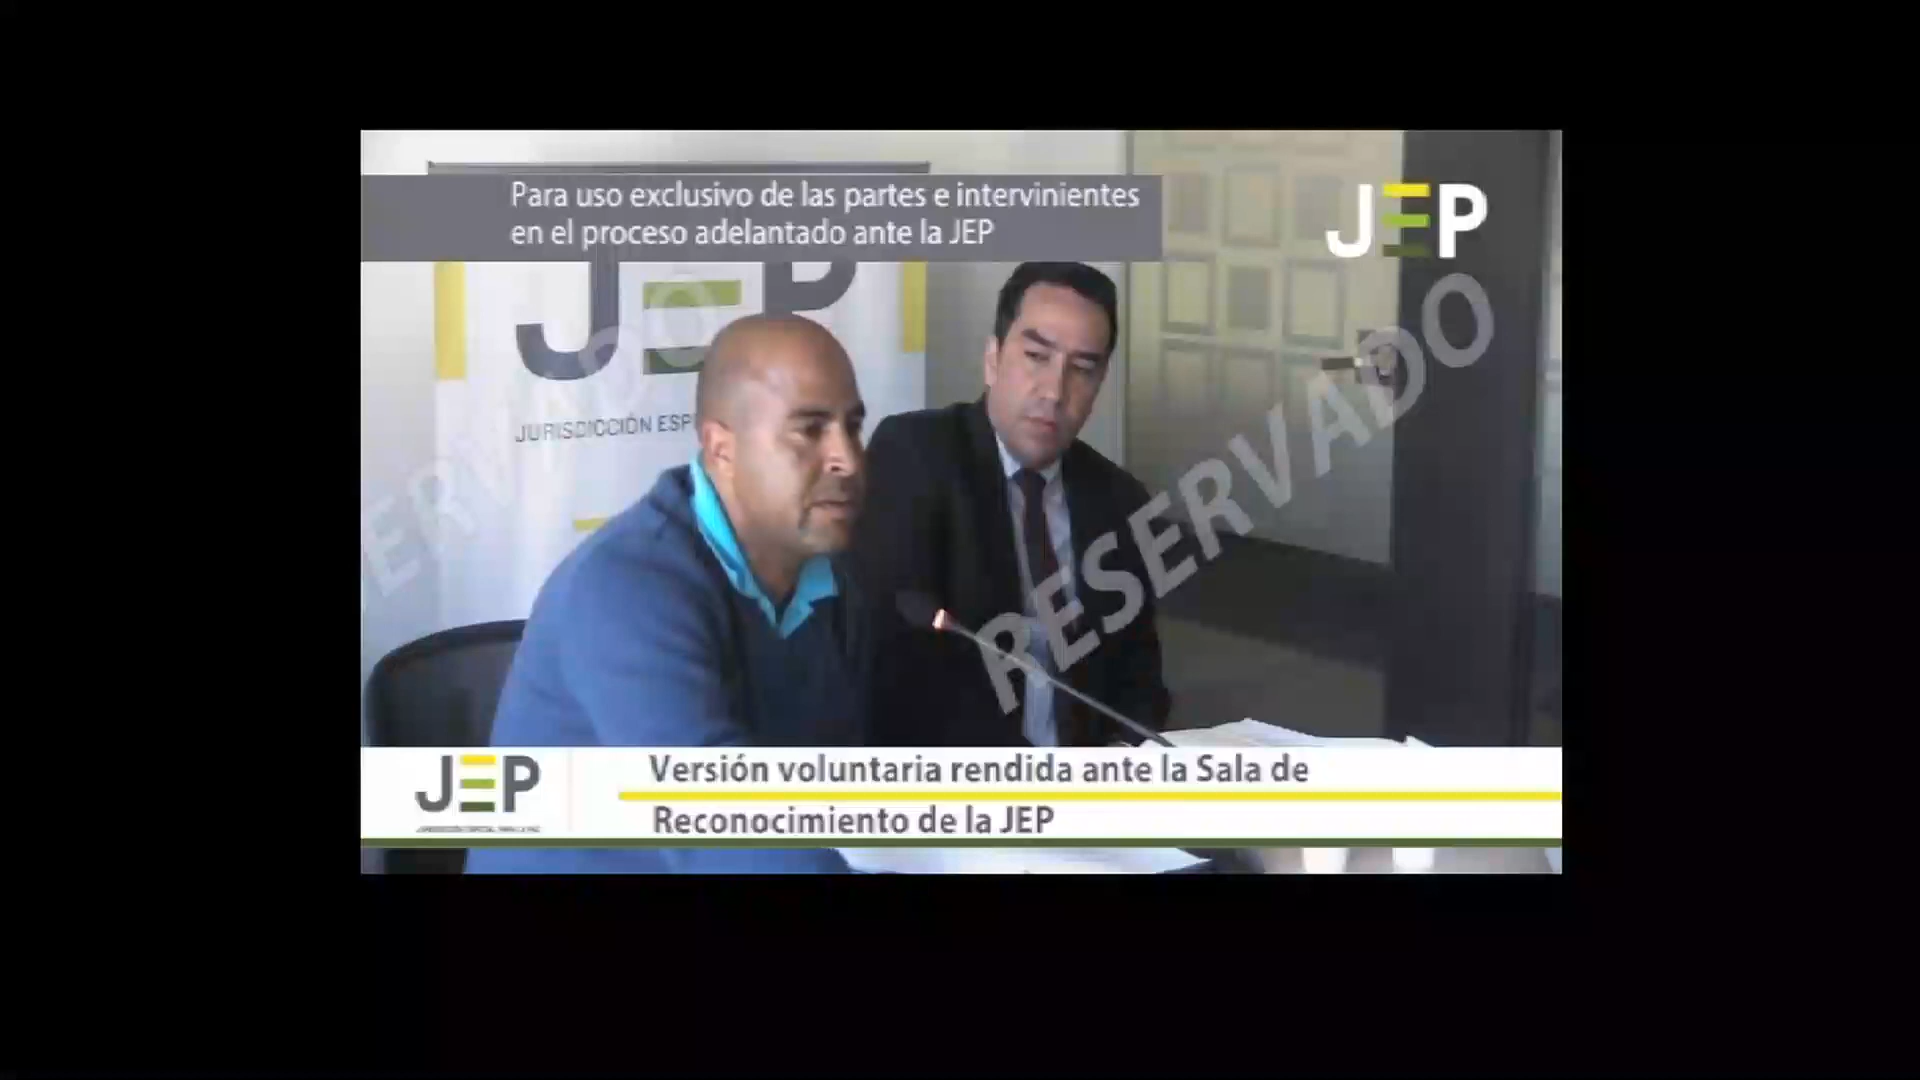 Para uso exclusivo de las partes e intervinientes
en el proceso adelantado ante la JEP
JEP
JEP
JURISDICCIÓN ESP
RESERVADO
ERVADO
JEP
Versión voluntaria rendida ante la Sala de
Reconocimiento de la JEP